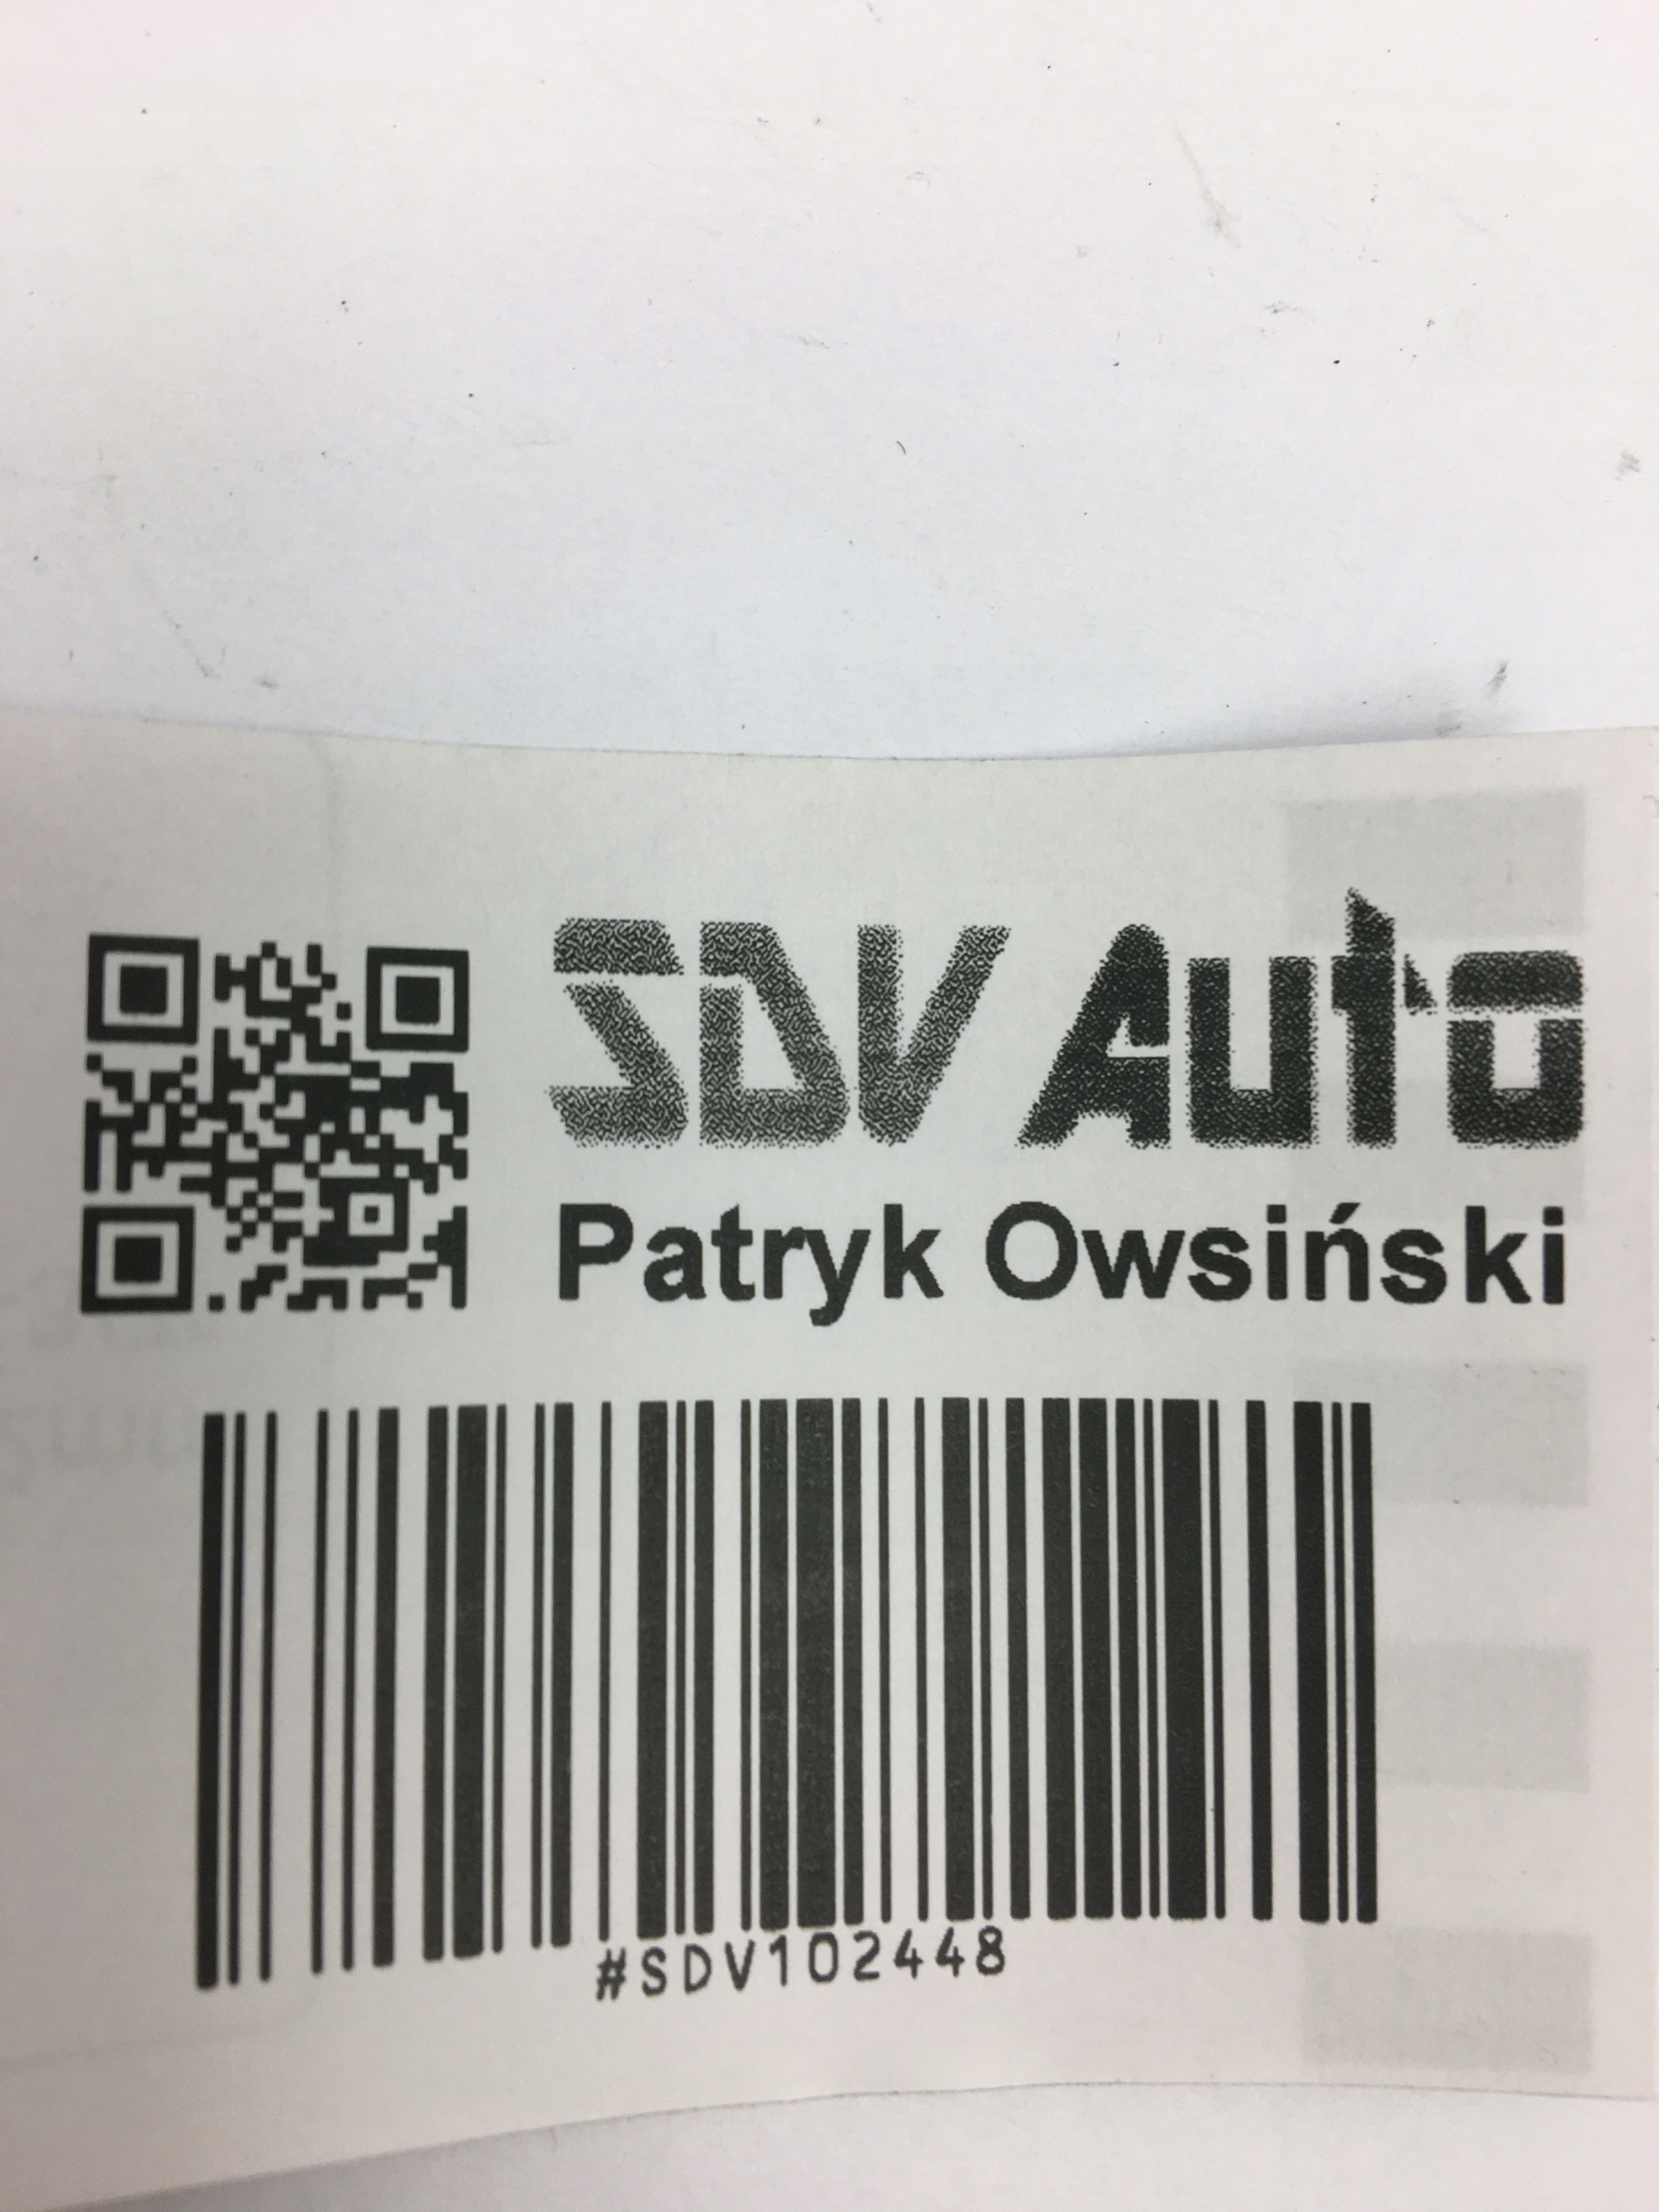 SDV Auto
Patryk Owsiński
#SDV102448